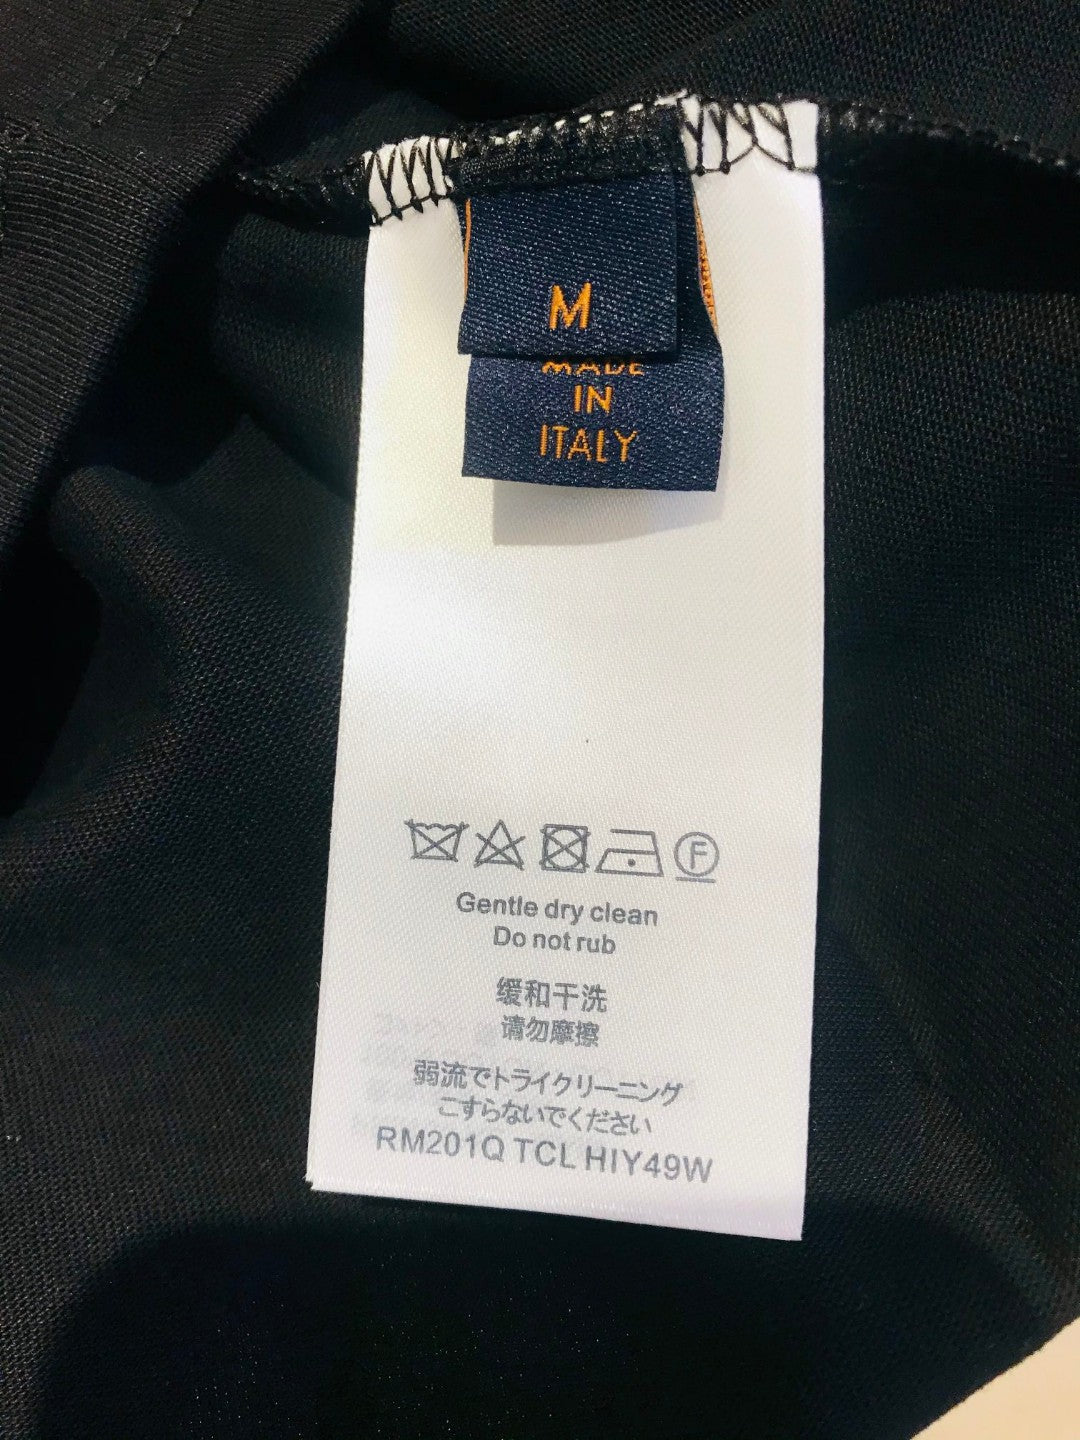 M
MADE
IN
ITALY
F
Gentle dry clean
Do not rub
缓和干洗
请勿摩擦
弱流でトライクリーニング
こすらないでください
RM201Q TCL HIY49W